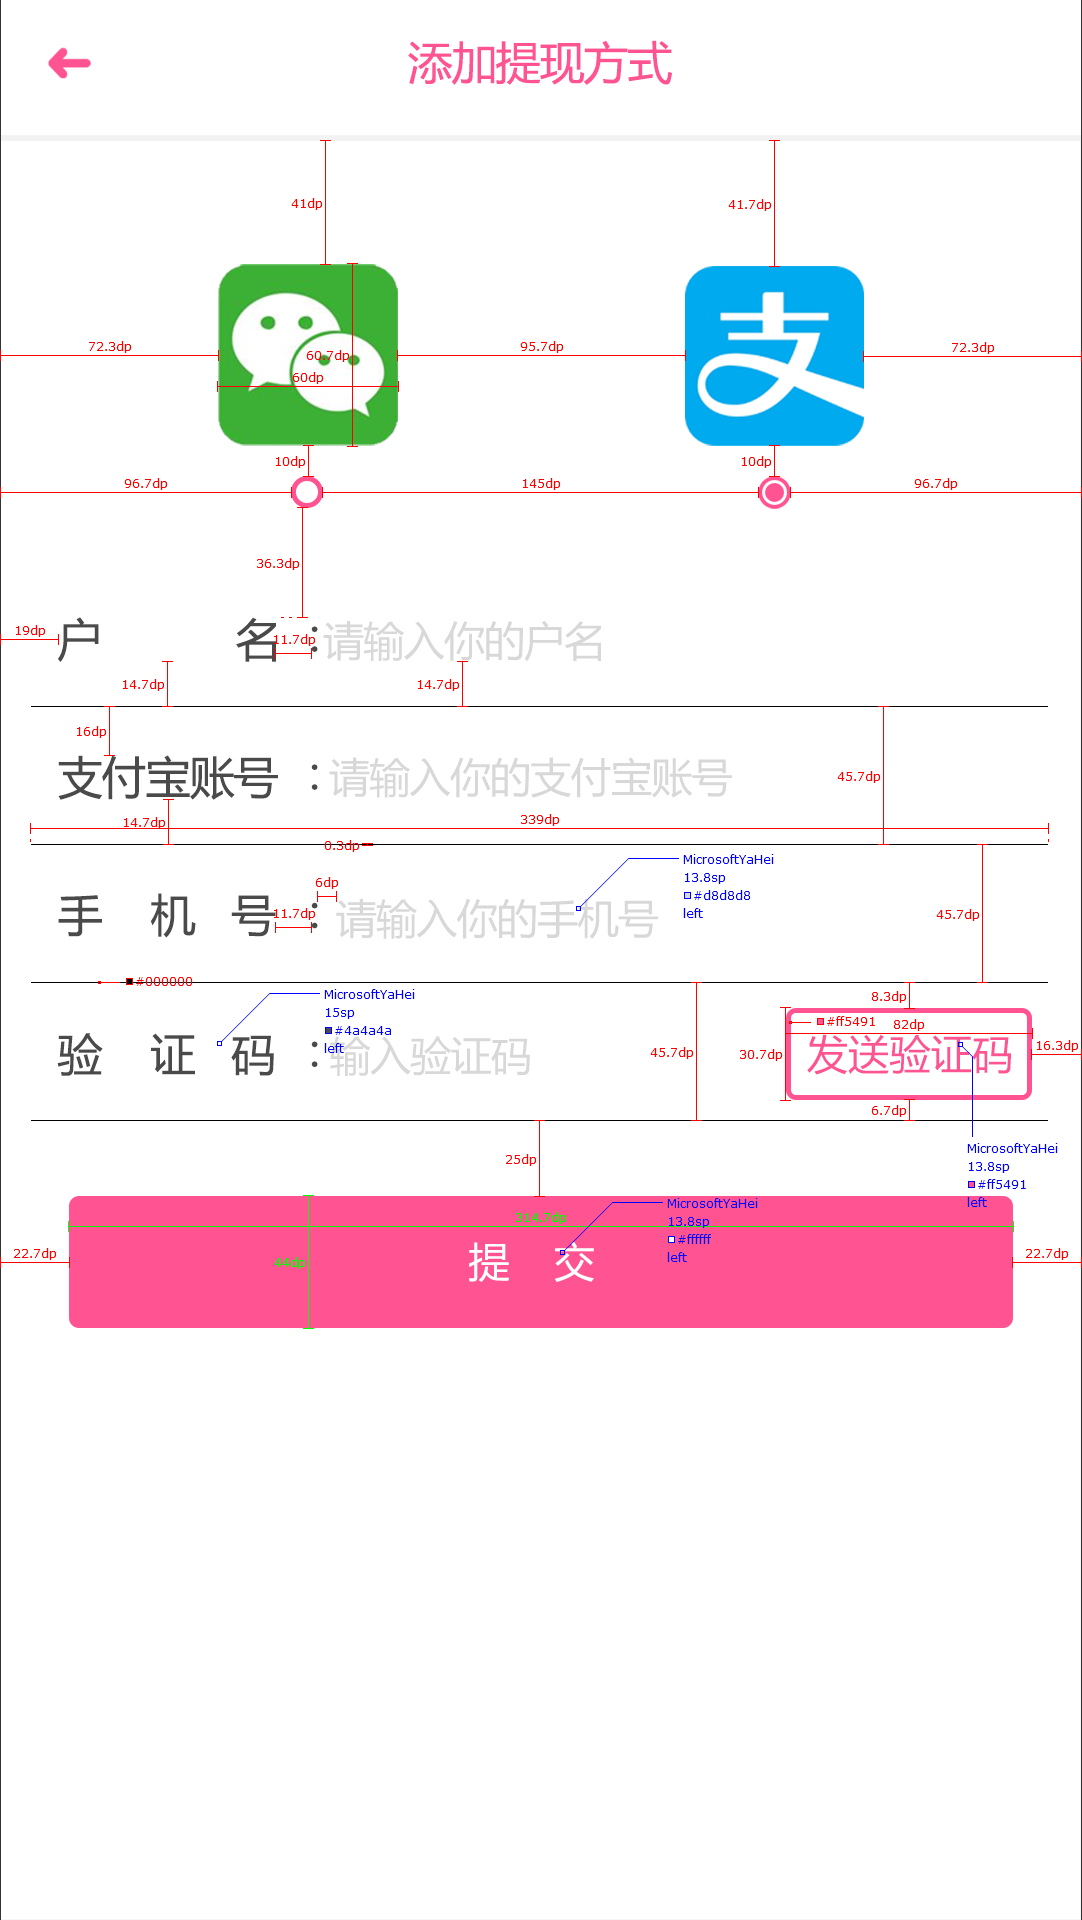 添加提现方式
41dp
41.7dp
72.3dp
60.7dp
60dp
95.7dp
支
72.3dp
10dp
10dp
96.7dp
145dp
96.7dp
36.3dp
19dp
户 名 : 请输入你的户名
11.7dp
14.7dp
14.7dp
16dp
支付宝账号 : 请输入你的支付宝账号
45.7dp
14.7dp
339dp
0.3dp
MicrosoftYaHei
13.8sp
#d8d8d8
left
6dp
手 机 号 : 请输入你的手机号
11.7dp
45.7dp
#000000
MicrosoftYaHei
15sp
#4a4a4a
left
8.3dp
#ff5491
82dp
验 证 码 : 输入验证码
45.7dp
30.7dp
发送验证码
16.3dp
6.7dp
25dp
MicrosoftYaHei
13.8sp
#ff5491
left
MicrosoftYaHei
13.8sp
#ffffff
left
22.7dp
44dp
提 交
22.7dp